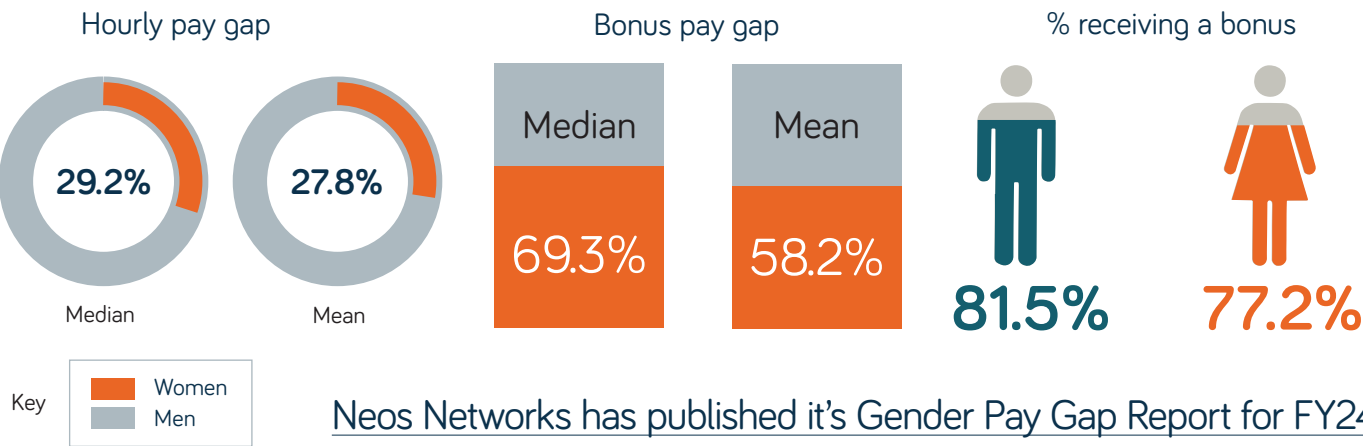 Hourly pay gap
Bonus pay gap
% receiving a bonus
29.2%
27.8%
Median
Mean
Median
69.3%
Mean
58.2%
81.5%
77.2%
Key
Women
Men
Neos Networks has published it's Gender Pay Gap Report for FY24